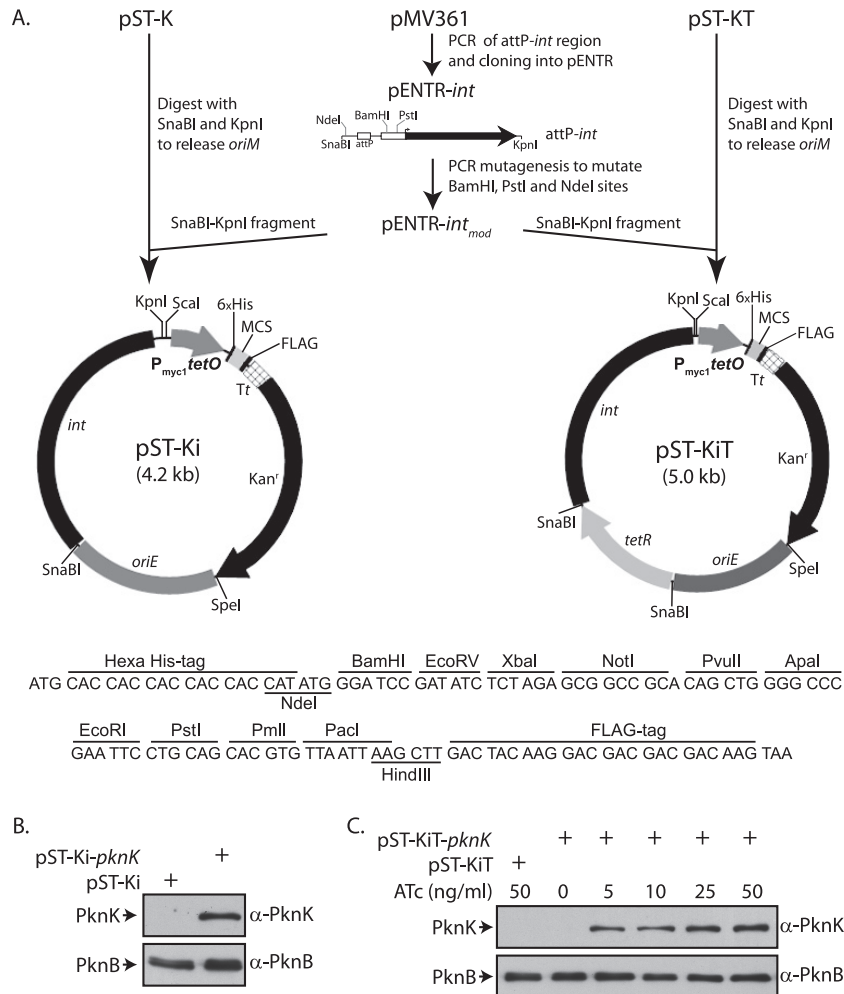 A.
pST-K
pMV361
pST-KT
PCR of attP-int region
and cloning into pENTR
pENTR-int
Digest with
SnaBI and KpnI
to release oriM
NdeI
BamHI
PstI
SnaBI
attP
KpnI
attP-int
Digest with
SnaBI and KpnI
to release oriM
PCR mutagenesis to mutate
BamHI, PstI and NdeI sites
SnaBI-KpnI fragment
pENTR-intmod
SnaBI-KpnI fragment
KpnI
ScaI
6xHis
MCS
FLAG
Pmyc1tetO
Tt
int
pST-Ki
(4.2 kb)
Kanr
SnaBI
oriE
SpeI
KpnI
ScaI
6xHis
MCS
FLAG
Pmyc1tetO
Tt
int
pST-KiT
(5.0 kb)
Kanr
SnaBI
tetR
oriE
SpeI
SnaBI
Hexa His-tag BamHI EcoRV XbaI NotI PvuII ApaI
ATG CAC CAC CAC CAC CAC CAT ATG GGA TCC GAT ATC TCT AGA GCG GCC GCA CAG CTG GGG CCC
NdeI
EcoRI PstI PmlI PacI FLAG-tag
GAA TTC CTG CAG CAC GTG TTA ATT AAG CTT GAC TAC AAG GAC GAC GAC GAC AAG TAA
HindIII
B.
pST-Ki-pknK +
pST-Ki +
PknK α-PknK
PknB α-PknB
C.
pST-KiT-pknK + + + + +
pST-KiT +
ATc (ng/ml) 50 0 5 10 25 50
PknK α-PknK
PknB α-PknB